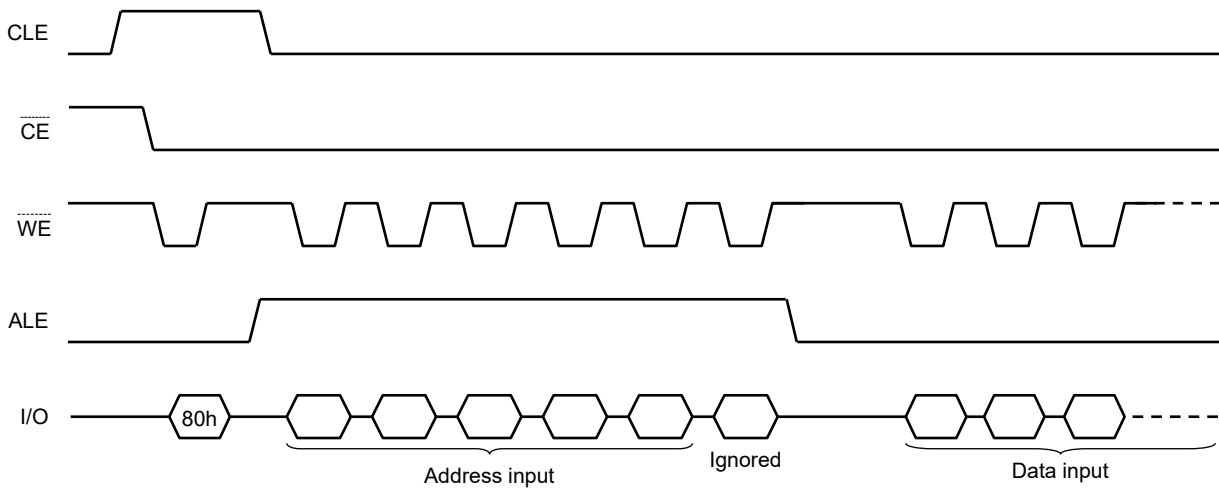 CLE
CE
WE
ALE
I/O
80h
Address input
Ignored
Data input